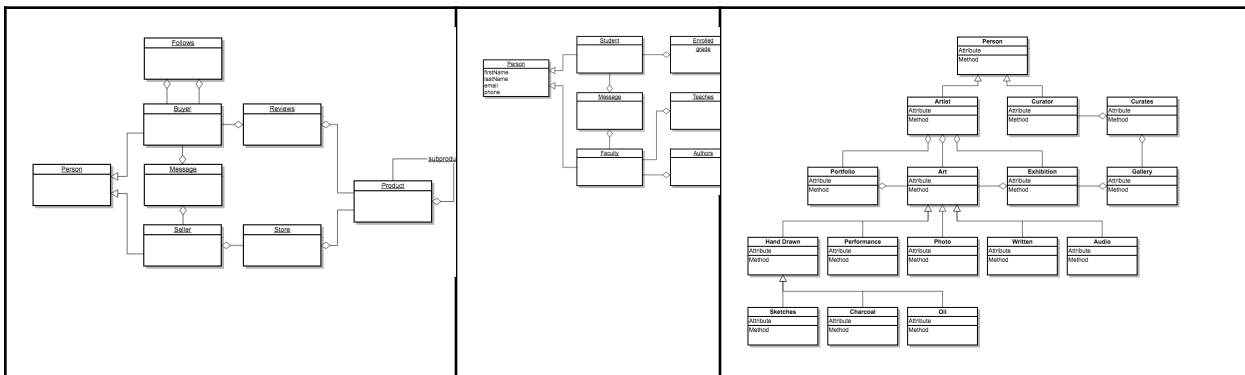 Follows
Buyer
Reviews
Person
Message
subprodu
Product
Seller
Store
Student
Enrolled
grade
Person
firstName
lastName
email
phone
Message
Teaches
Faculty
Authors
Person
Attribute
Method
Artist
Attribute
Method
Curator
Attribute
Method
Curates
Attribute
Method
Portfolio
Attribute
Method
Art
Attribute
Method
Exhibition
Attribute
Method
Gallery
Attribute
Method
Hand Drawn
Attribute
Method
Performance
Attribute
Method
Photo
Attribute
Method
Written
Attribute
Method
Audio
Attribute
Method
Sketches
Attribute
Method
Charcoal
Attribute
Method
Oil
Attribute
Method